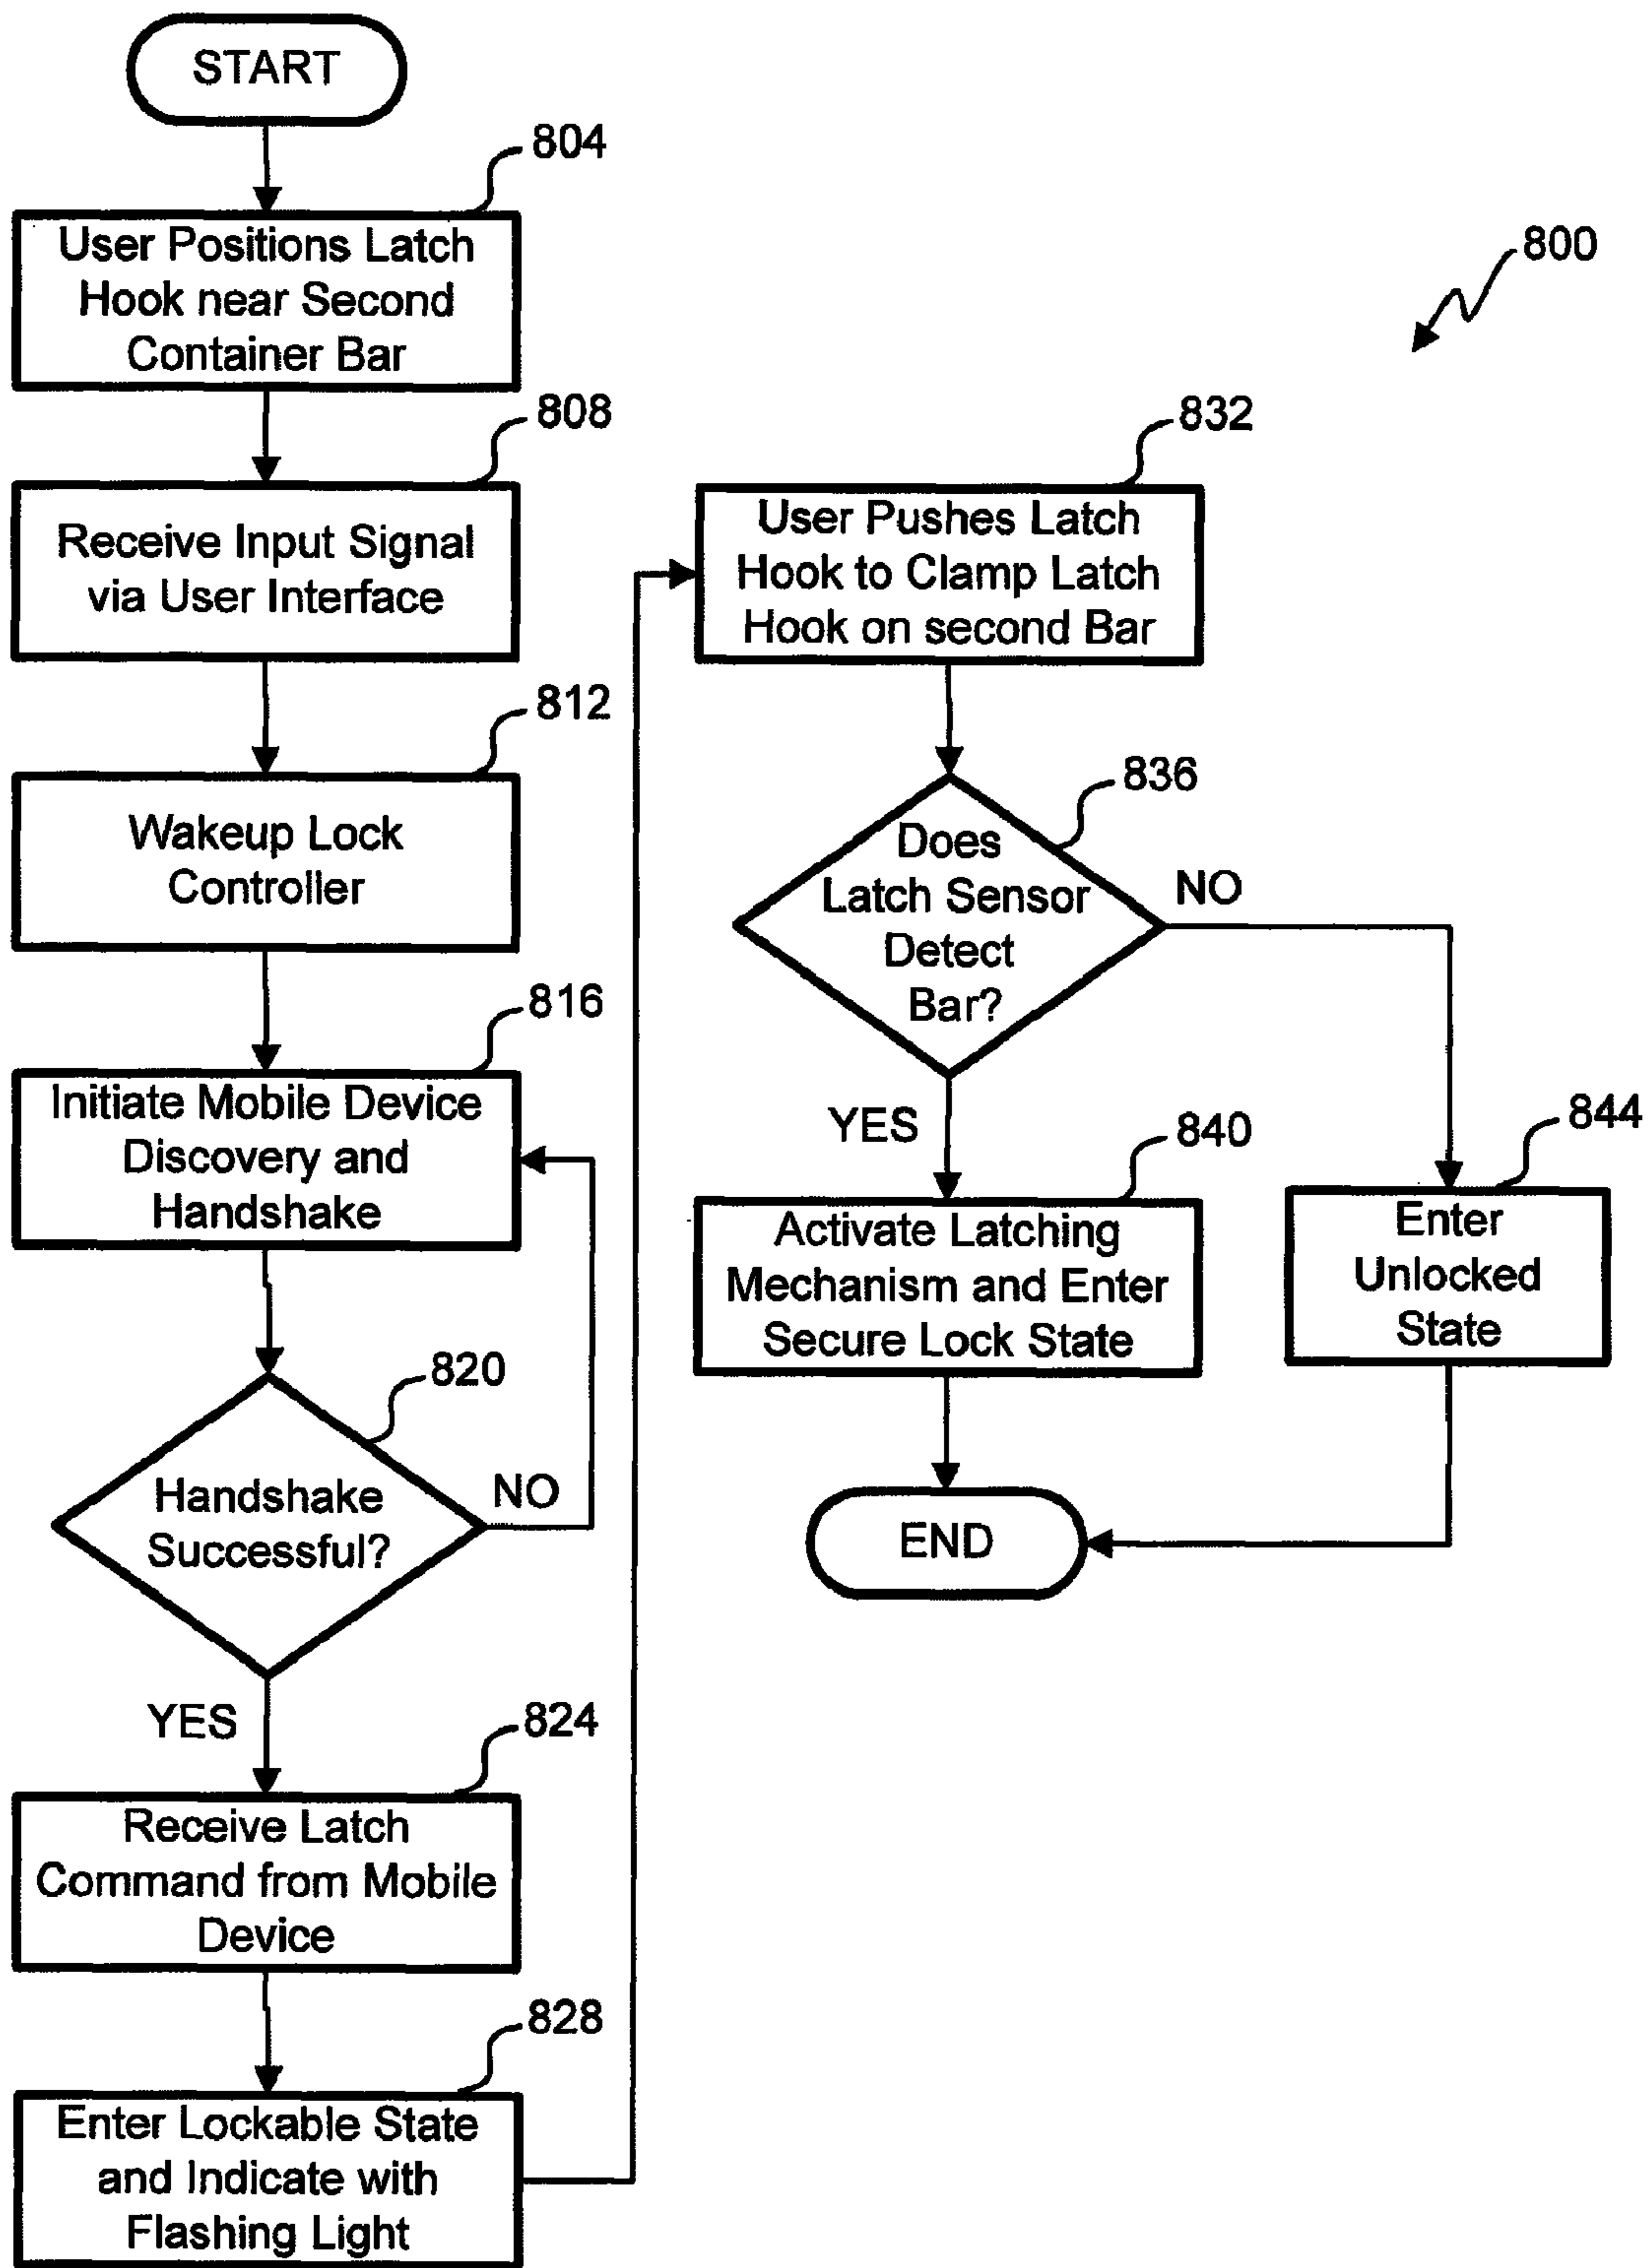 START
804
User Positions Latch
Hook near Second
Container Bar
808
Receive Input Signal
via User Interface
812
Wakeup Lock
Controller
816
Initiate Mobile Device
Discovery and
Handshake
820
Handshake
Successful?
NO
YES
824
Receive Latch
Command from Mobile
Device
828
Enter Lockable State
and Indicate with
Flashing Light
800
832
User Pushes Latch
Hook to Clamp Latch
Hook on second Bar
836
Does
Latch Sensor
Detect
Bar?
NO
YES
840
Activate Latching
Mechanism and Enter
Secure Lock State
844
Enter
Unlocked
State
END